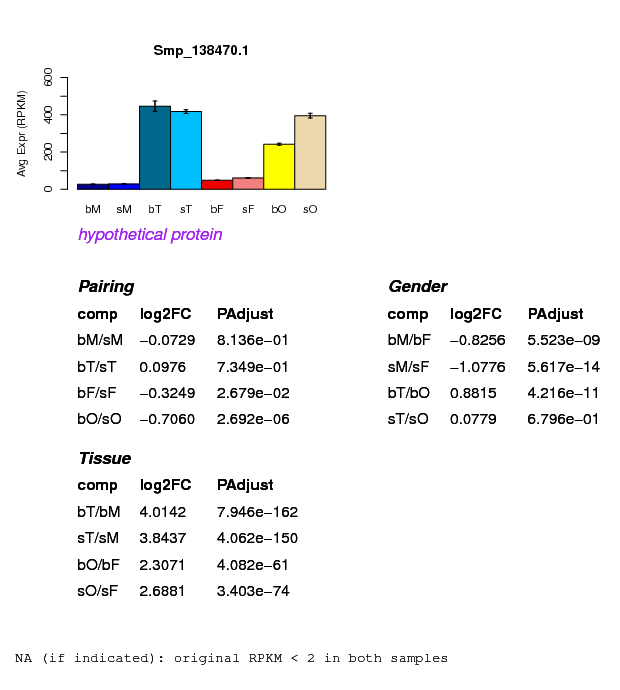 Smp_138470.1
Avg Expr (RPKM)
600
400
200
0
bM sM bT sT bF sF bO sO
hypothetical protein
Pairing
comp log2FC PAdjust
bM/sM −0.0729 8.136e−01
bT/sT 0.0976 7.349e−01
bF/sF −0.3249 2.679e−02
bO/sO −0.7060 2.692e−06
Gender
comp log2FC PAdjust
bM/bF −0.8256 5.523e−09
sM/sF −1.0776 5.617e−14
bT/bO 0.8815 4.216e−11
sT/sO 0.0779 6.796e−01
Tissue
comp log2FC PAdjust
bT/bM 4.0142 7.946e−162
sT/sM 3.8437 4.062e−150
bO/bF 2.3071 4.082e−61
sO/sF 2.6881 3.403e−74
NA (if indicated): original RPKM < 2 in both samples